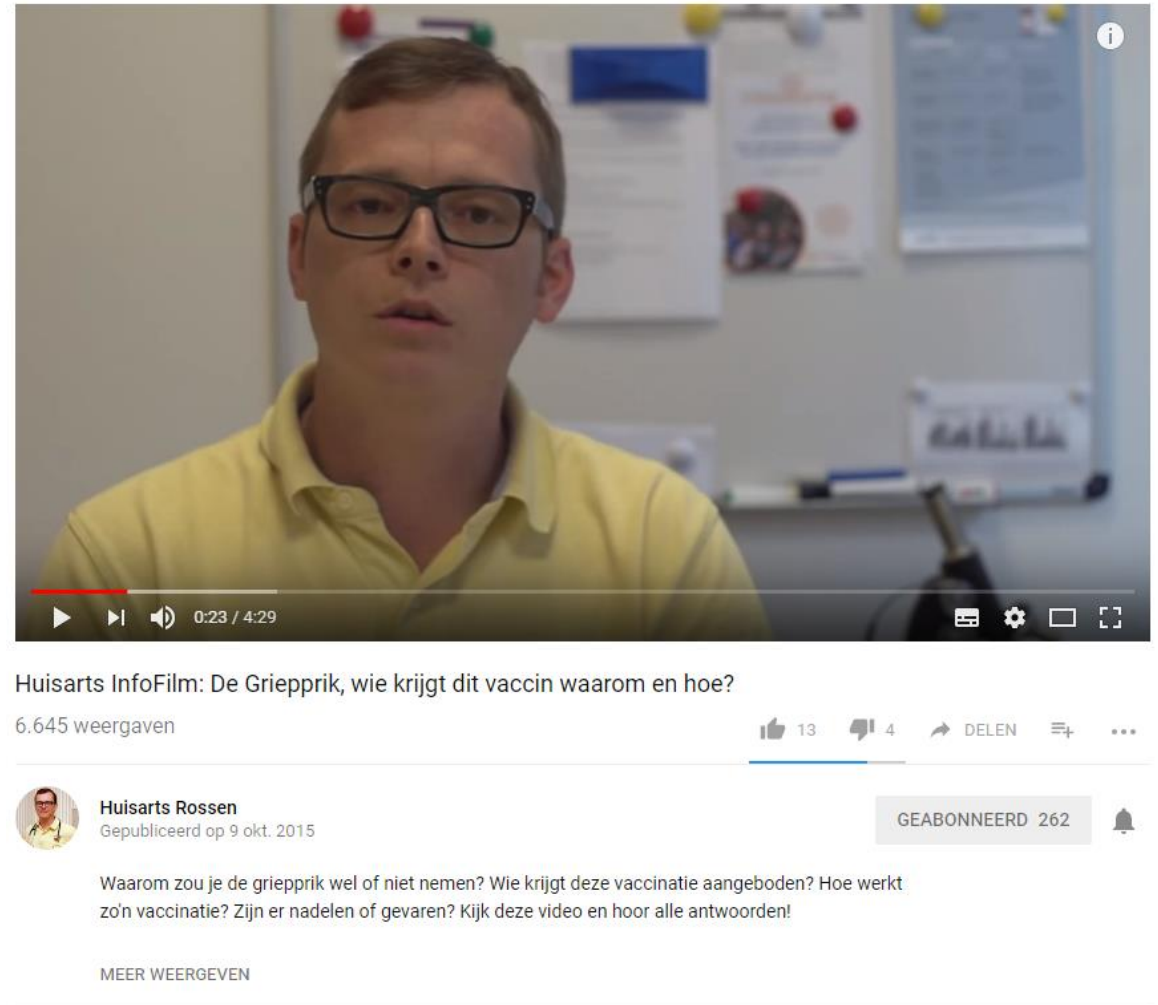 0:23 / 4:29
Huisarts InfoFilm: De Griepprik, wie krijgt dit vaccin waarom en hoe?
6.645 weergaven
13 4 DELEN
Huisarts Rossen
Gepubliceerd op 9 okt. 2015
GEABONNEERD 262
Waarom zou je de griepprik wel of niet nemen? Wie krijgt deze vaccinatie aangeboden? Hoe werkt
zo'n vaccinatie? Zijn er nadelen of gevaren? Kijk deze video en hoor alle antwoorden!
MEER WEERGEVEN